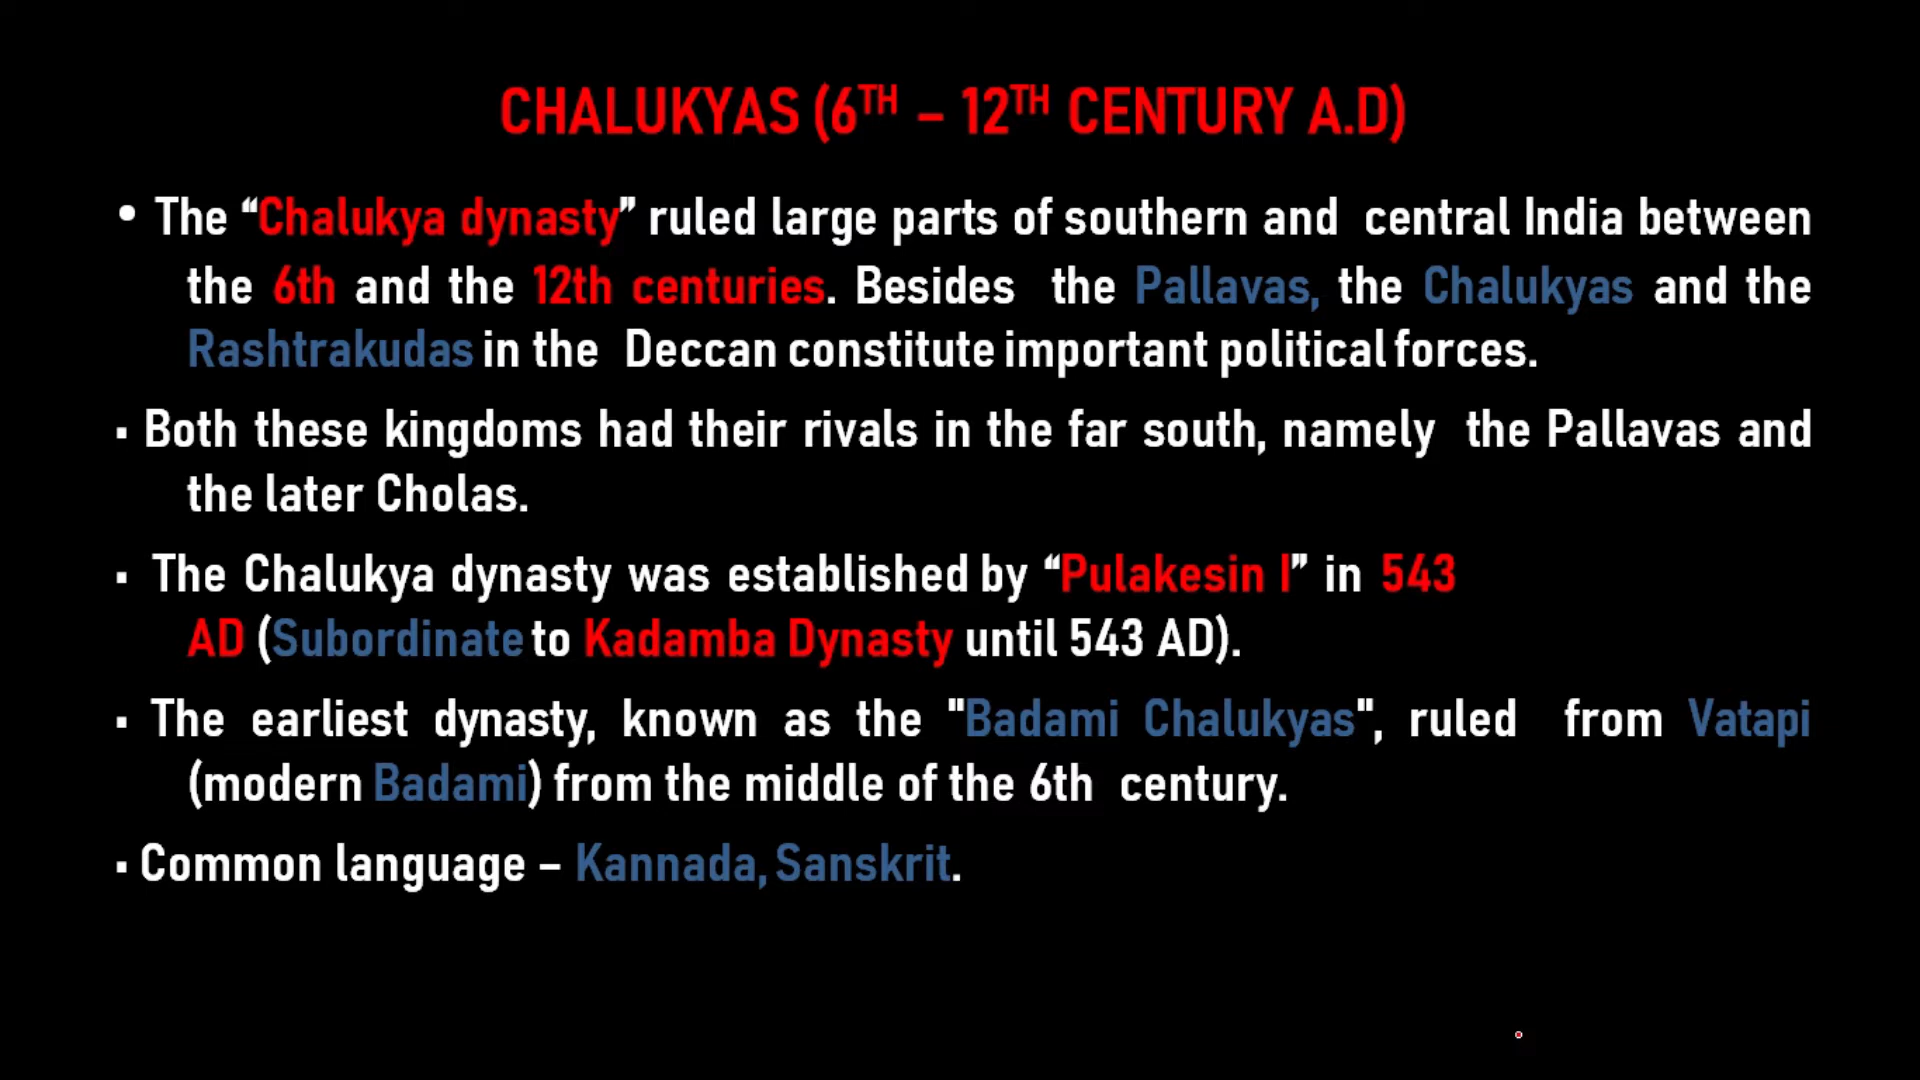 CHALUKYAS (6TH – 12TH CENTURY A.D)
• The “Chalukya dynasty” ruled large parts of southern and central India between
the 6th and the 12th centuries. Besides the Pallavas, the Chalukyas and the
Rashtrakudas in the Deccan constitute important political forces.
▪ Both these kingdoms had their rivals in the far south, namely the Pallavas and
the later Cholas.
▪ The Chalukya dynasty was established by “Pulakesin I” in 543
AD (Subordinate to Kadamba Dynasty until 543 AD).
▪ The earliest dynasty, known as the "Badami Chalukyas", ruled from Vatapi
(modern Badami) from the middle of the 6th century.
▪ Common language – Kannada, Sanskrit.